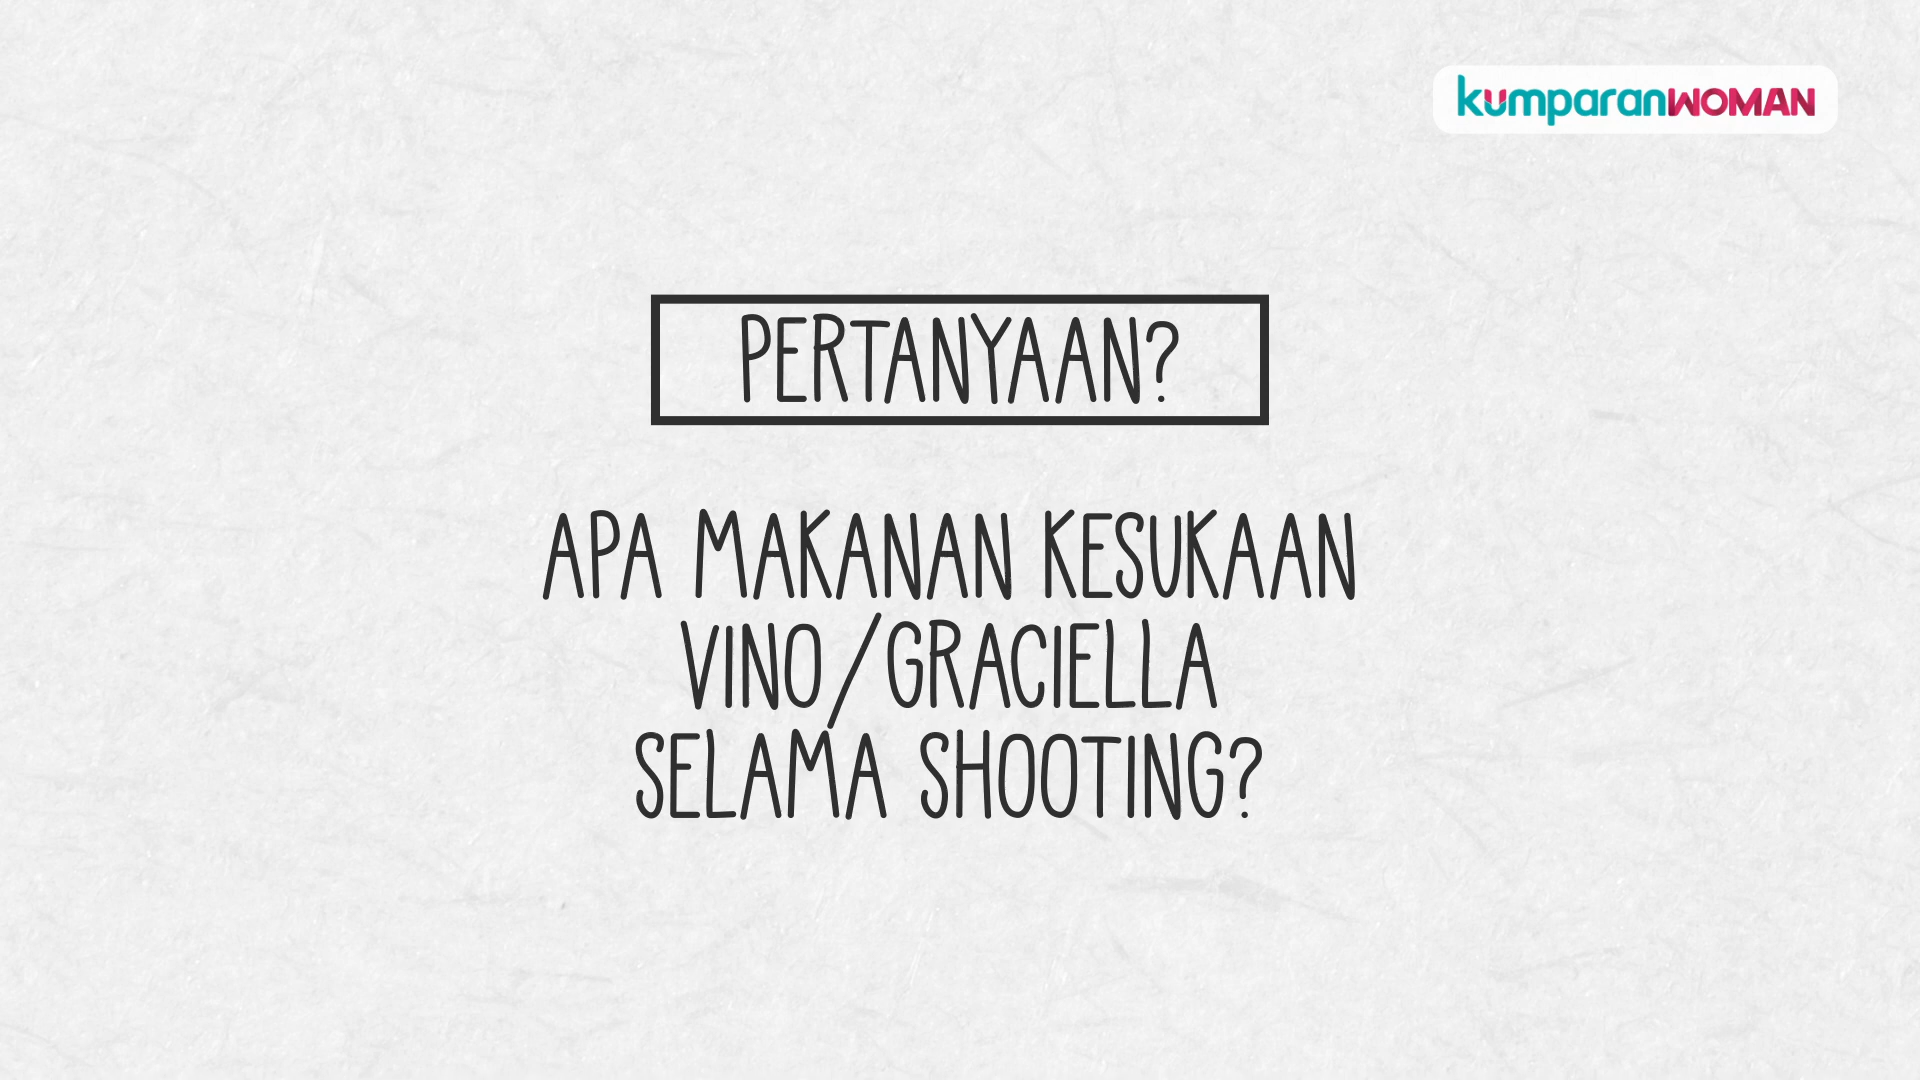 kumparanWOMAN
PERTANYAAN?
APA MAKANAN KESUKAAN
VINO/GRACIELLA
SELAMA SHOOTING?